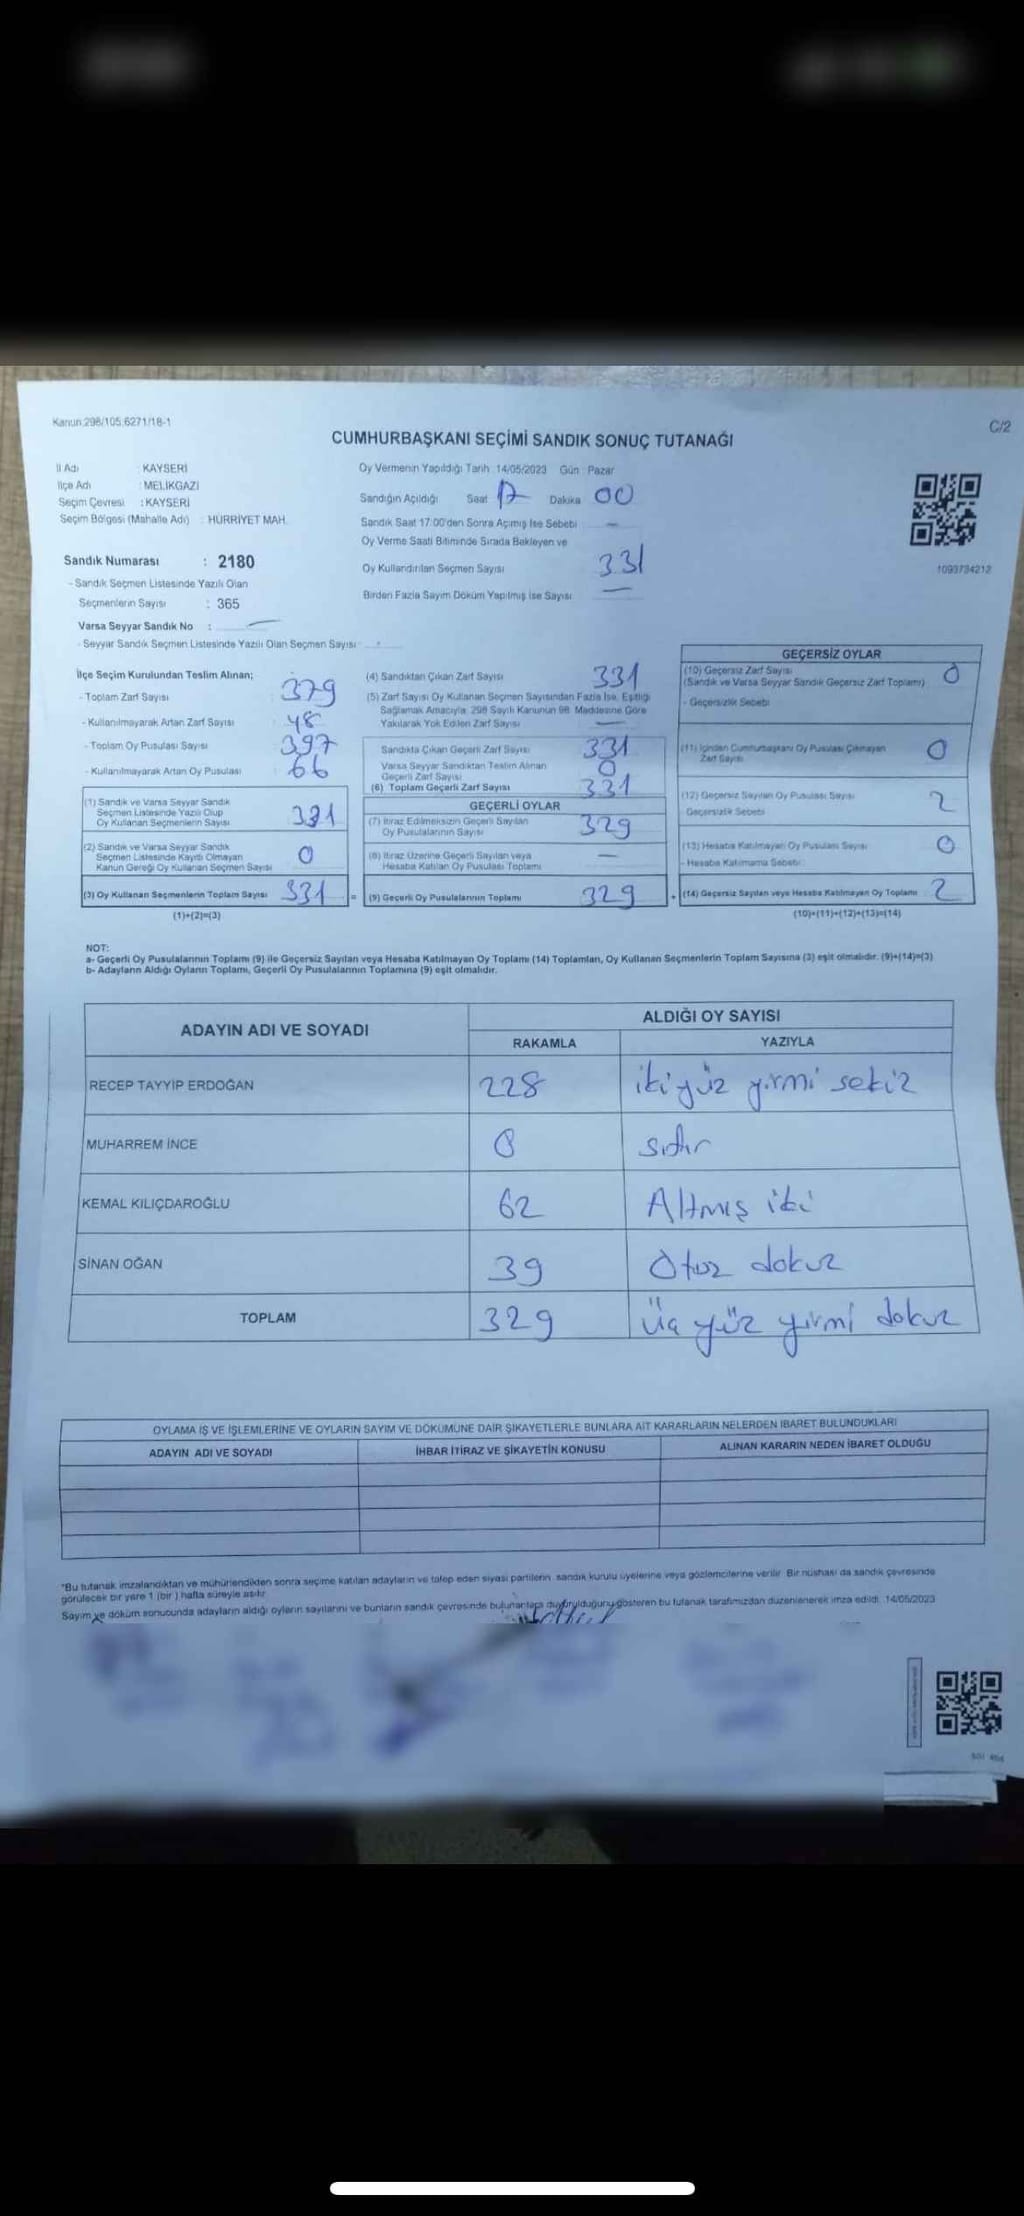 Kanun:298/105;6271/18-1
C/2
CUMHURBAŞKANI SEÇİMİ SANDIK SONUÇ TUTANAĞI
İl Adı : KAYSERİ
İlçe Adı : MELİKGAZİ
Seçim Çevresi : KAYSERİ
Seçim Bölgesi (Mahalle Adı) : HÜRRİYET MAH.
Sandık Numarası : 2180
- Sandık Seçmen Listesinde Yazılı Olan
Seçmenlerin Sayısı : 365
Varsa Seyyar Sandık No :
- Seyyar Sandık Seçmen Listesinde Yazılı Olan Seçmen Sayısı :
Oy Vermenin Yapıldığı Tarih :14/05/2023 Gün : Pazar
Sandığın Açıldığı Saat 17 Dakika 00
Sandık Saat 17:00'den Sonra Açımış İse Sebebi —
Oy Verme Saati Bitiminde Sırada Bekleyen ve
Oy Kullandırılan Seçmen Sayısı 331
Birden Fazla Sayım Döküm Yapılmış ise Sayısı —
1093734212
İlçe Seçim Kurulundan Teslim Alınan;
- Toplam Zarf Sayısı : 379
- Kullanılmayarak Artan Zarf Sayısı : 48
- Toplam Oy Pusulası Sayısı : 397
- Kullanılmayarak Artan Oy Pusulası : 66
(1) Sandık ve Varsa Seyyar Sandık
Seçmen Listesinde Yazılı Olup
Oy Kullanan Seçmenlerin Sayısı 331
(2) Sandık ve Varsa Seyyar Sandık
Seçmen Listesinde Kayıtlı Olmayan
Kanun Gereği Oy Kullanan Seçmen Sayısı 0
(3) Oy Kullanan Seçmenlerin Toplam Sayısı 331 =
(1)+(2)=(3)
(4) Sandıktan Çıkan Zarf Sayısı 331
(5) Zarf Sayısı Oy Kullanan Seçmen Sayısından Fazla İse, Eşitliği
Sağlamak Amacıyla, 298 Sayılı Kanunun 98. Maddesine Göre
Yakılarak Yok Edilen Zarf Sayısı —
Sandıkta Çıkan Geçerli Zarf Sayısı 331
Varsa Seyyar Sandıktan Teslim Alınan
Geçerli Zarf Sayısı 0
(6) Toplam Geçerli Zarf Sayısı 331
GEÇERLİ OYLAR
(7) İtiraz Edilmeksizin Geçerli Sayılan
Oy Pusulalarının Sayısı 329
(8) İtiraz Üzerine Geçerli Sayılan veya
Hesaba Katılan Oy Pusulası Toplamı —
(9) Geçerli Oy Pusulalarının Toplamı 329 +
GEÇERSİZ OYLAR
(10) Geçersiz Zarf Sayısı
(Sandık ve Varsa Seyyar Sandık Geçersiz Zarf Toplamı) 0
- Geçersizlik Sebebi
(11) İçinden Cumhurbaşkanı Oy Pusulası Çıkmayan
Zarf Sayısı 0
(12) Geçersiz Sayılan Oy Pusulası Sayısı 2
Geçersizlik Sebebi
(13) Hesaba Katılmayan Oy Pusulası Sayısı 0
- Hesaba Katılmama Sebebi
(14) Geçersiz Sayılan veya Hesaba Katılmayan Oy Toplamı 2
(10)+(11)+(12)+(13)=(14)
NOT:
a- Geçerli Oy Pusulalarının Toplamı (9) ile Geçersiz Sayılan veya Hesaba Katılmayan Oy Toplamı (14) Toplamları, Oy Kullanan Seçmenlerin Toplam Sayısına (3) eşit olmalıdır. (9)+(14)=(3)
b- Adayların Aldığı Oyların Toplamı, Geçerli Oy Pusulalarının Toplamına (9) eşit olmalıdır.
ADAYIN ADI VE SOYADI
ALDIĞI OY SAYISI
RAKAMLA YAZIYLA
RECEP TAYYİP ERDOĞAN 228 iki yüz yirmi sekiz
MUHARREM İNCE 0 sıfır
KEMAL KILIÇDAROĞLU 62 Altmış iki
SİNAN OĞAN 39 Otuz dokuz
TOPLAM 329 Üç yüz yirmi dokuz
OYLAMA İŞ VE İŞLEMLERİNE VE OYLARIN SAYIM VE DÖKÜMÜNE DAİR ŞİKAYETLERLE BUNLARA AİT KARARLARIN NELERDEN İBARET BULUNDUKLARI
ADAYIN ADI VE SOYADI İHBAR İTİRAZ VE ŞİKAYETİN KONUSU ALINAN KARARIN NEDEN İBARET OLDUĞU
*Bu tutanak imzalandıktan ve mühürlendikten sonra seçime katılan adayların ve talep eden siyasi partilerin sandık kurulu üyelerine veya gözlemcilerine verilir. Bir nüshası da sandık çevresinde
görülecek bir yere 1 (bir ) hafta süreyle asılır.
Sayım ve döküm sonucunda adayların aldığı oyların sayılarını ve bunların sandık çevresinde bulunanlara duyurulduğunu gösteren bu tutanak tarafımızdan düzenlenerek imza edildi. 14/05/2023